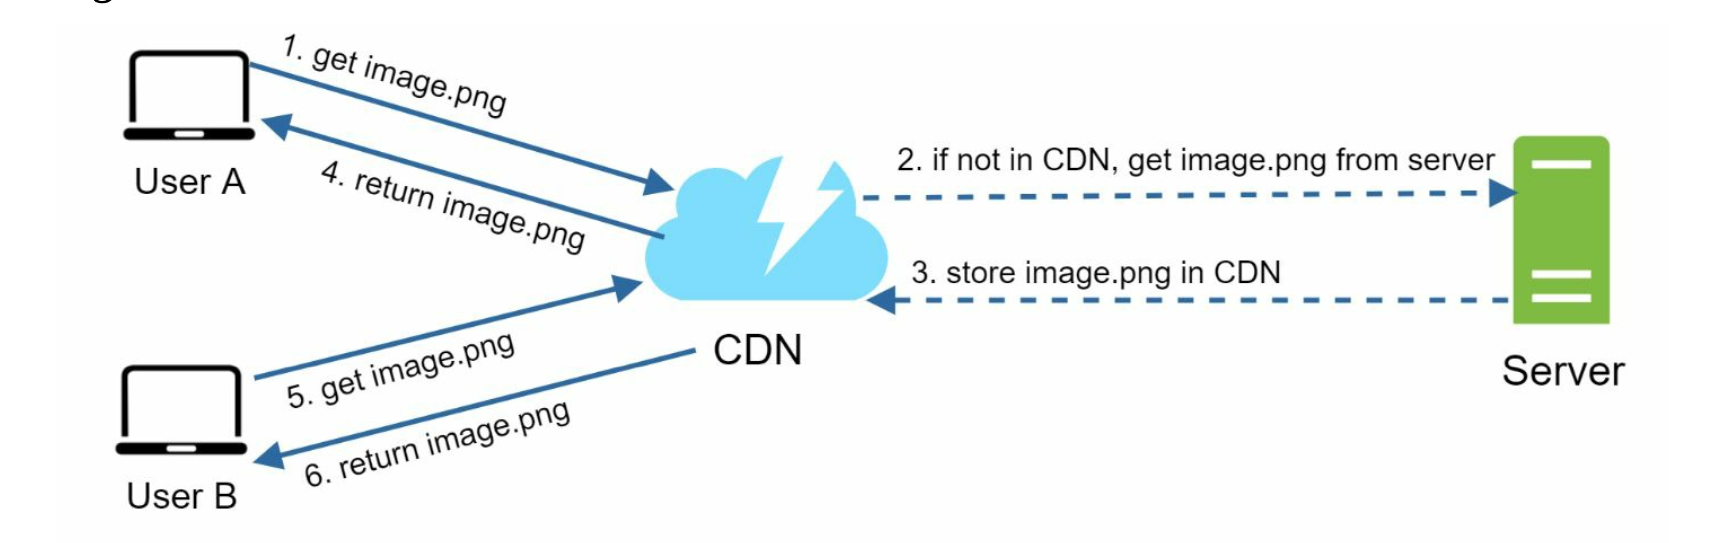 1. get image.png
User A
4. return image.png
2. if not in CDN, get image.png from server
3. store image.png in CDN
CDN
Server
5. get image.png
6. return image.png
User B